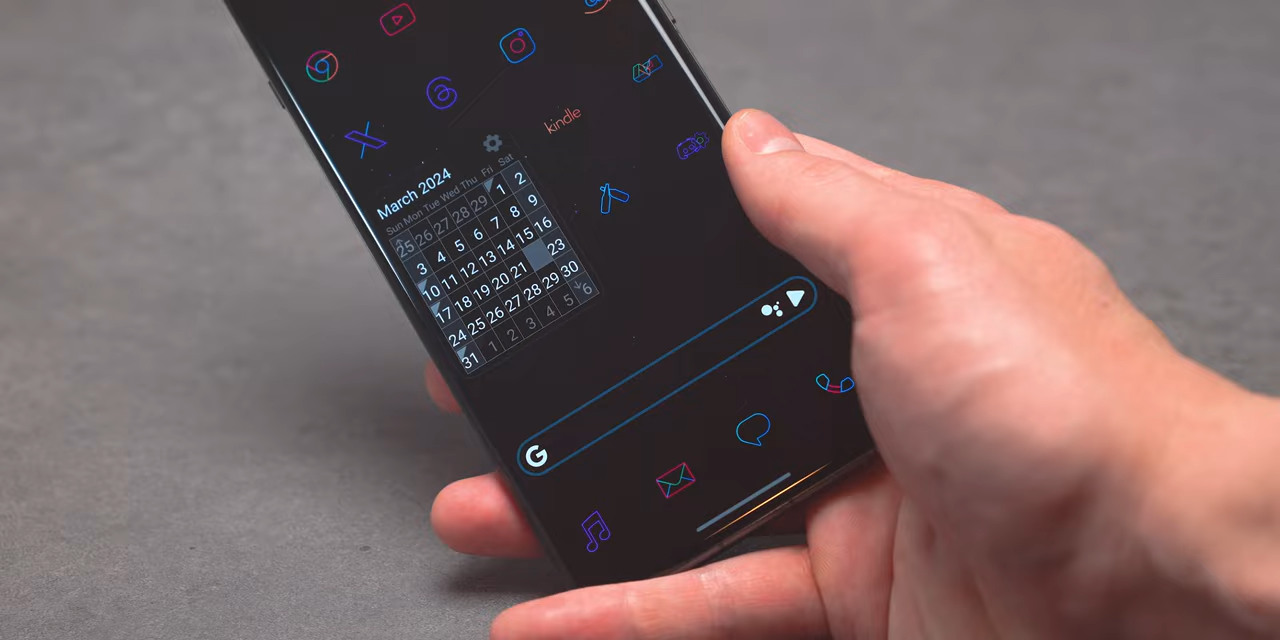 kindle
March 2024
Sun Mon Tue Wed Thu Fri Sat
25 26 27 28 29 1 2
3 4 5 6 7 8 9
10 11 12 13 14 15 16
17 18 19 20 21 23
24 25 26 27 28 29 30
31 1 2 3 4 5 6
G